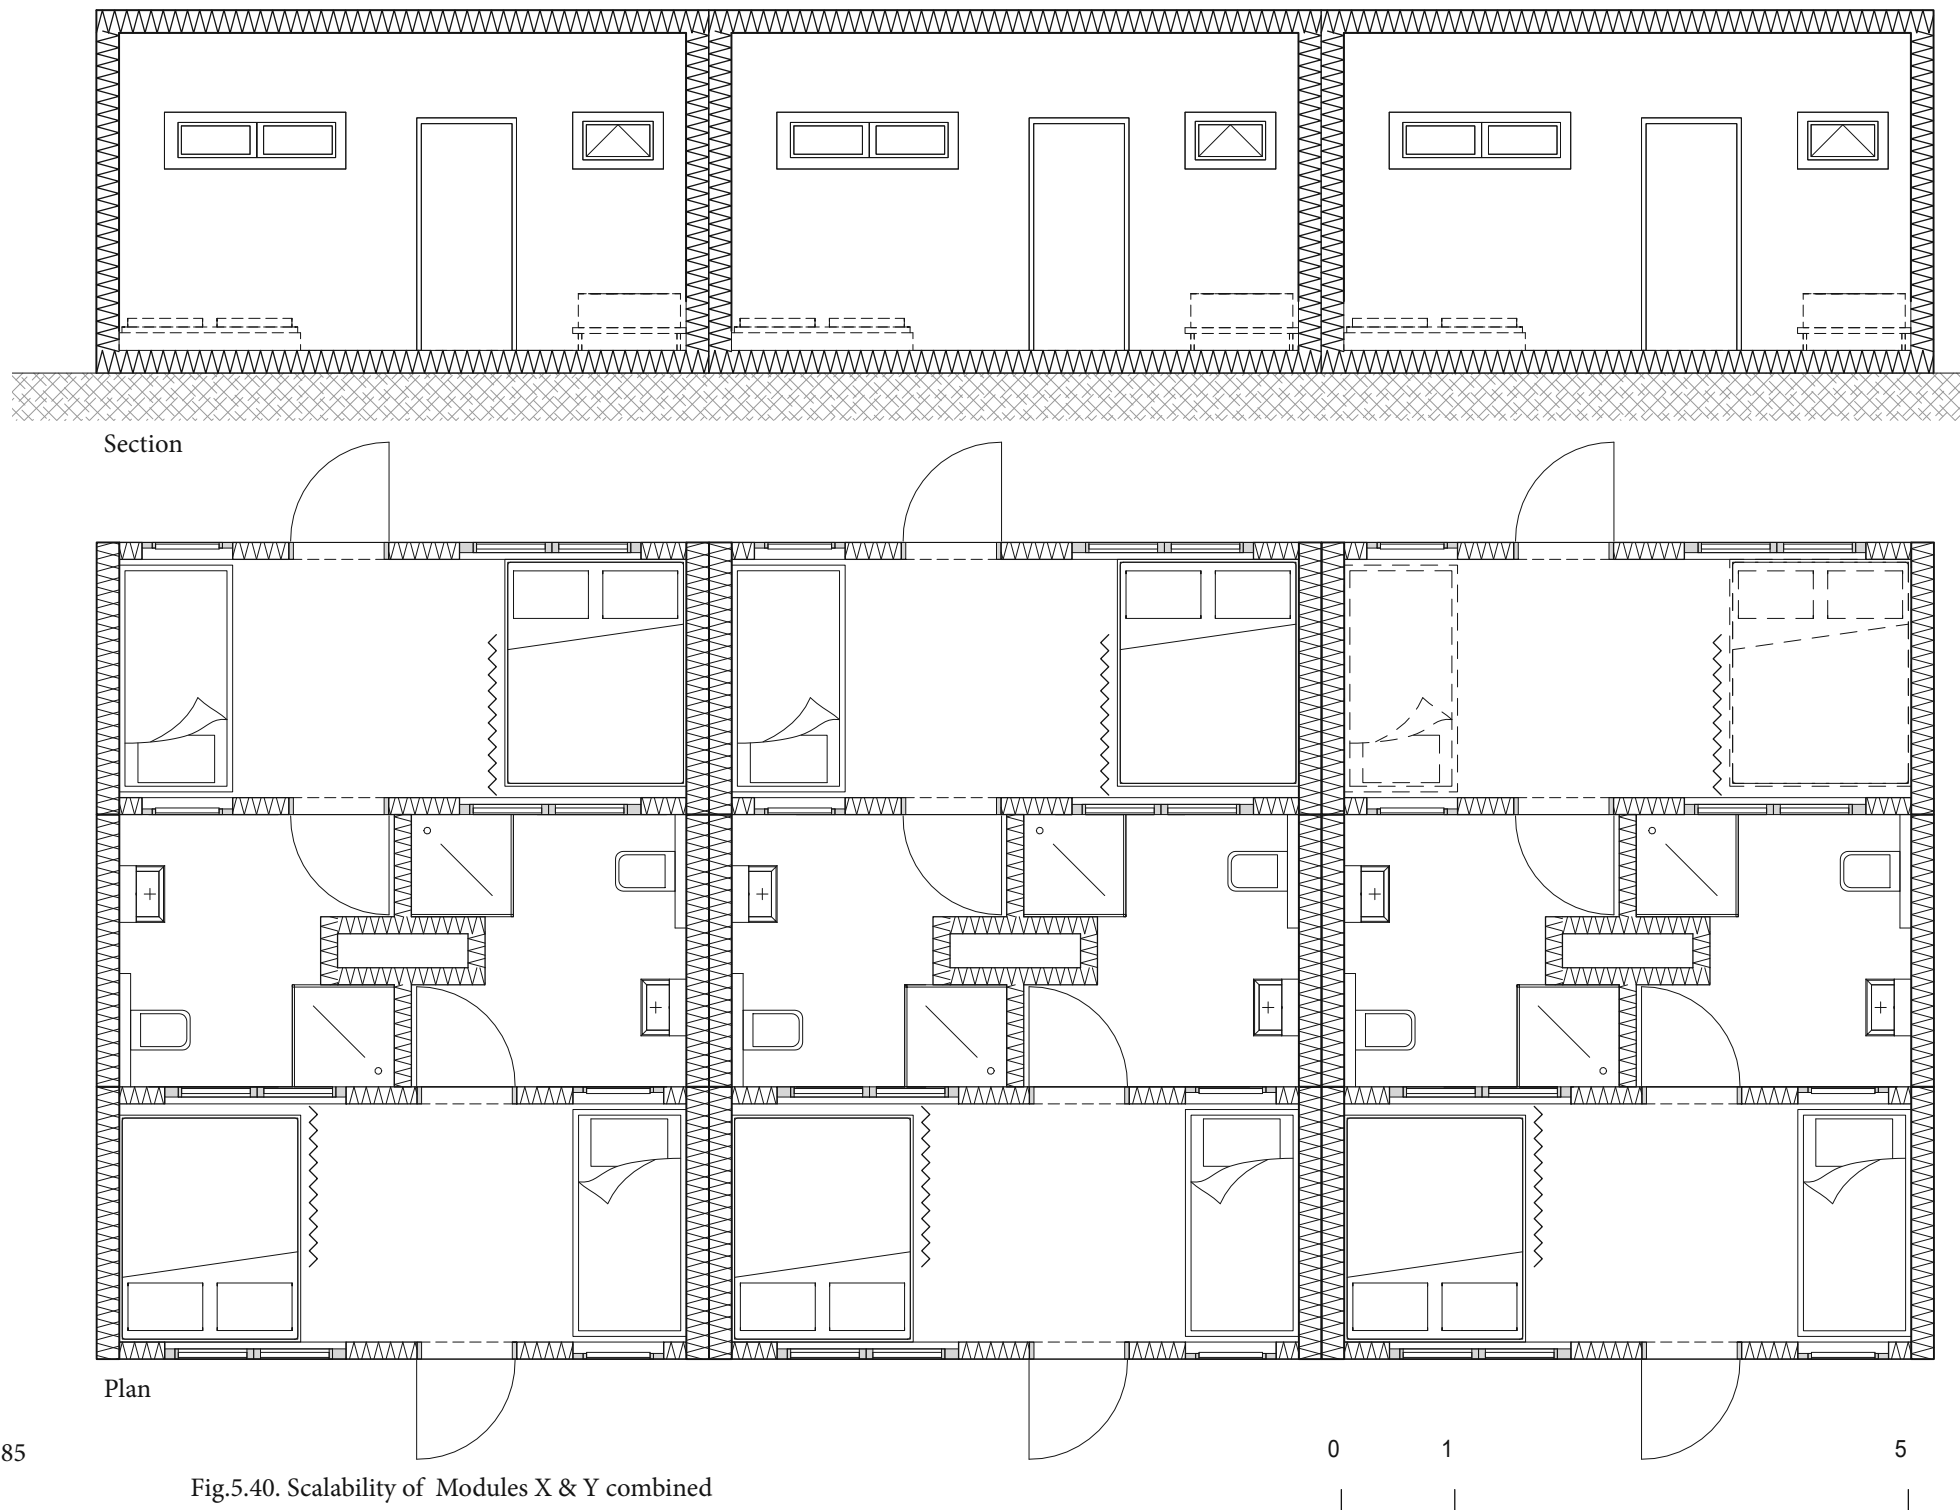 Section
Plan
0 1 5
85
Fig.5.40. Scalability of Modules X & Y combined